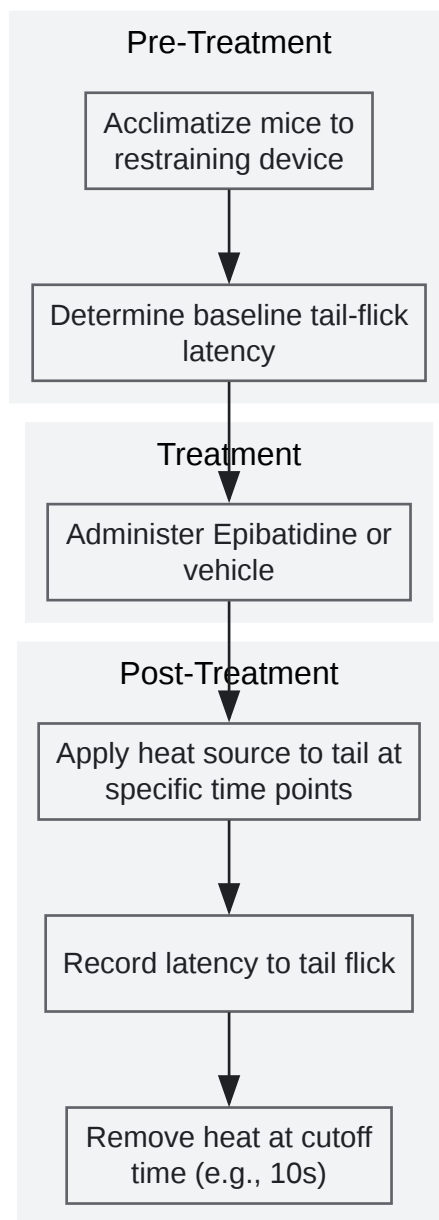 Pre-Treatment
Acclimatize mice to
restraining device
Determine baseline tail-flick
latency
Treatment
Administer Epibatidine or
vehicle
Post-Treatment
Apply heat source to tail at
specific time points
Record latency to tail flick
Remove heat at cutoff
time (e.g., 10s)